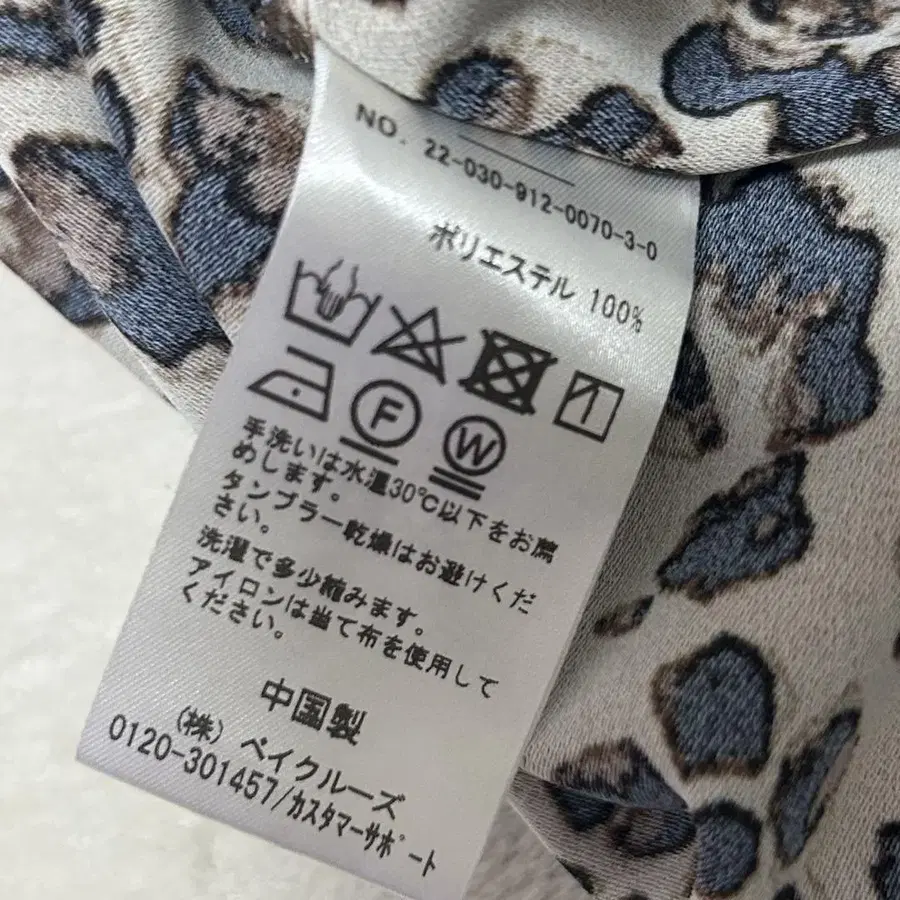 NO. 22-030-912-0070-3-0
ポリエステル 100%
F
W
手洗いは水温30℃以下をお薦
めします。
タンブラー乾燥はお避けくだ
さい。
洗濯で多少縮みます。
アイロンは当て布を使用して
ください。
中国製
(株) ベイクルーズ
0120-301457/ｶｽﾀﾏｰｻﾎﾟｰﾄ